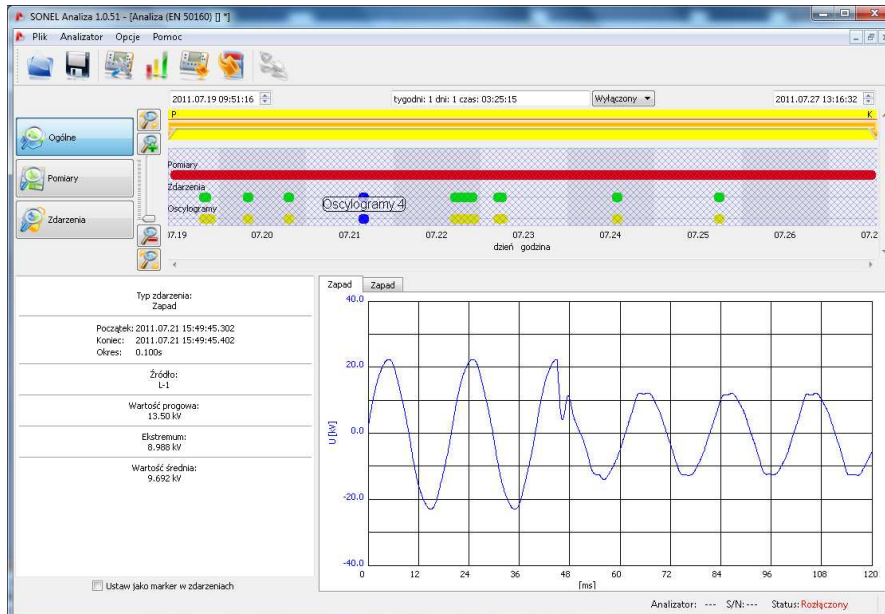 SONEL Analiza 1.0.51 - [Analiza (EN 50160) [] *]
Plik Analizator Opcje Pomoc
2011.07.19 09:51:16
tygodni: 1 dni: 1 czas: 03:25:15
Wyłączony
2011.07.27 13:16:32
P
K
Ogólne
Pomiary
Zdarzenia
Pomiary
Zdarzenia
Oscylogramy
Oscylogramy 4
07.19 07.20 07.21 07.22 07.23 07.24 07.25 07.26 07.2
dzień godzina
Typ zdarzenia:
Zapad
Początek: 2011.07.21 15:49:45.302
Koniec: 2011.07.21 15:49:45.402
Okres: 0.100s
Źródło:
L-1
Wartość progowa:
13.50 kV
Ekstremum:
8.988 kV
Wartość średnia:
9.692 kV
Ustaw jako marker w zdarzeniach
Zapad Zapad
40.0
20.0
0.0
-20.0
-40.0
U [kV]
0 12 24 36 48 60 72 84 96 108 120
[ms]
Analizator: --- S/N: --- Status: Rozłączony